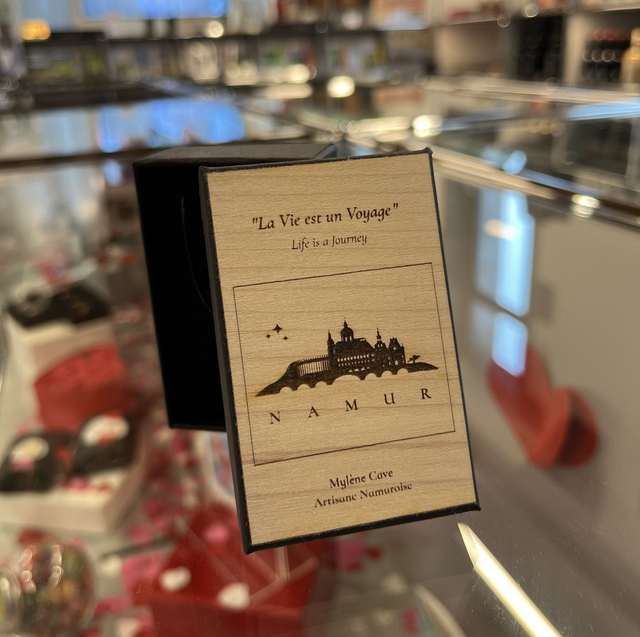 "La Vie est un Voyage"
Life is a Journey
NAMUR
Mylène Cave
Artisane Namuroise